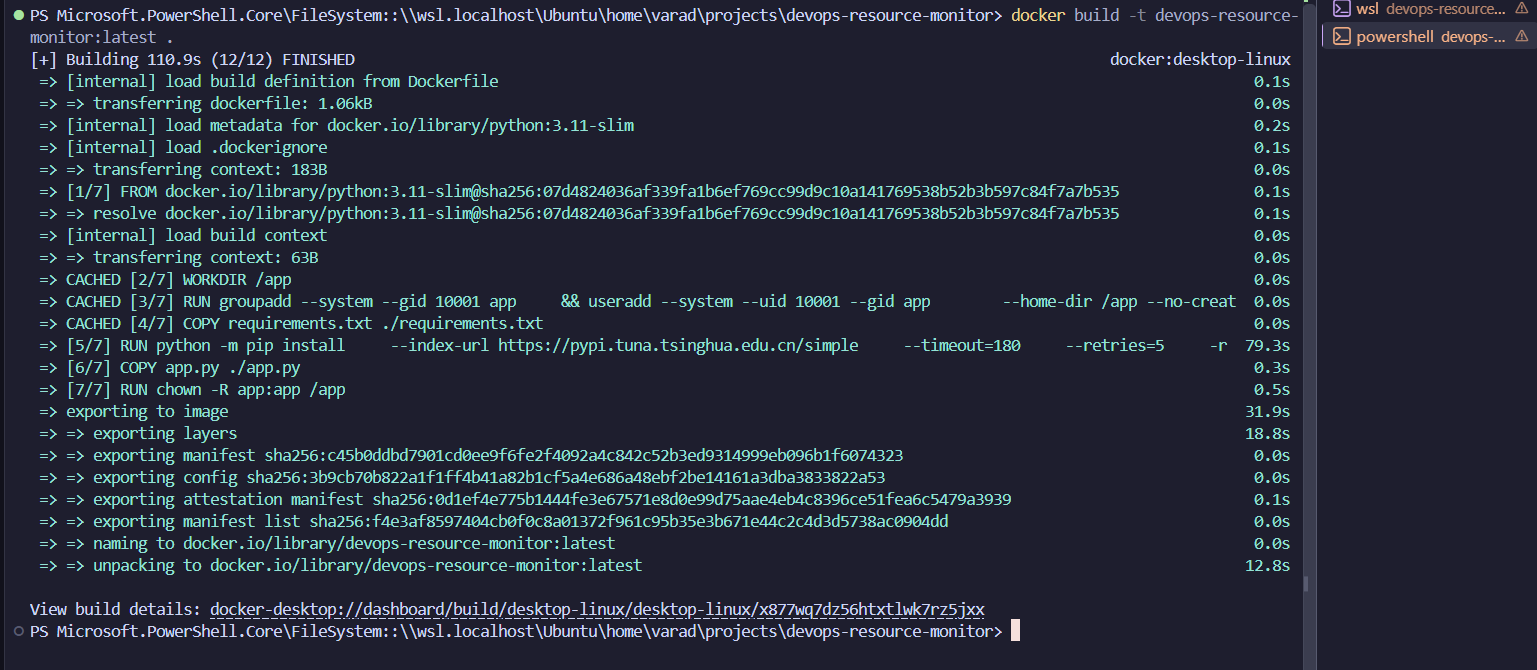 PS Microsoft.PowerShell.Core\FileSystem::\\wsl.localhost\Ubuntu\home\varad\projects\devops-resource-monitor> docker build -t devops-resource-
monitor:latest .
[+] Building 110.9s (12/12) FINISHED docker:desktop-linux
=> [internal] load build definition from Dockerfile 0.1s
=> => transferring dockerfile: 1.06kB 0.0s
=> [internal] load metadata for docker.io/library/python:3.11-slim 0.2s
=> [internal] load .dockerignore 0.1s
=> => transferring context: 183B 0.0s
=> [1/7] FROM docker.io/library/python:3.11-slim@sha256:07d4824036af339fa1b6ef769cc99d9c10a141769538b52b3b597c84f7a7b535 0.1s
=> => resolve docker.io/library/python:3.11-slim@sha256:07d4824036af339fa1b6ef769cc99d9c10a141769538b52b3b597c84f7a7b535 0.1s
=> [internal] load build context 0.0s
=> => transferring context: 63B 0.0s
=> CACHED [2/7] WORKDIR /app 0.0s
=> CACHED [3/7] RUN groupadd --system --gid 10001 app     && useradd --system --uid 10001 --gid app        --home-dir /app --no-creat 0.0s
=> CACHED [4/7] COPY requirements.txt ./requirements.txt 0.0s
=> [5/7] RUN python -m pip install     --index-url https://pypi.tuna.tsinghua.edu.cn/simple     --timeout=180     --retries=5     -r 79.3s
=> [6/7] COPY app.py ./app.py 0.3s
=> [7/7] RUN chown -R app:app /app 0.5s
=> exporting to image 31.9s
=> => exporting layers 18.8s
=> => exporting manifest sha256:c45b0ddbd7901cd0ee9f6fe2f4092a4c842c52b3ed9314999eb096b1f6074323 0.0s
=> => exporting config sha256:3b9cb70b822a1f1ff4b41a82b1cf5a4e686a48ebf2be14161a3dba3833822a53 0.0s
=> => exporting attestation manifest sha256:0d1ef4e775b1444fe3e67571e8d0e99d75aae4eb4c8396ce51fea6c5479a3939 0.1s
=> => exporting manifest list sha256:f4e3af8597404cb0f0c8a01372f961c95b35e3b671e44c2c4d3d5738ac0904dd 0.0s
=> => naming to docker.io/library/devops-resource-monitor:latest 0.0s
=> => unpacking to docker.io/library/devops-resource-monitor:latest 12.8s
View build details: docker-desktop://dashboard/build/desktop-linux/desktop-linux/x877wq7dz56htxtlwk7rz5jxx
PS Microsoft.PowerShell.Core\FileSystem::\\wsl.localhost\Ubuntu\home\varad\projects\devops-resource-monitor>
wsl devops-resource...
powershell devops-...